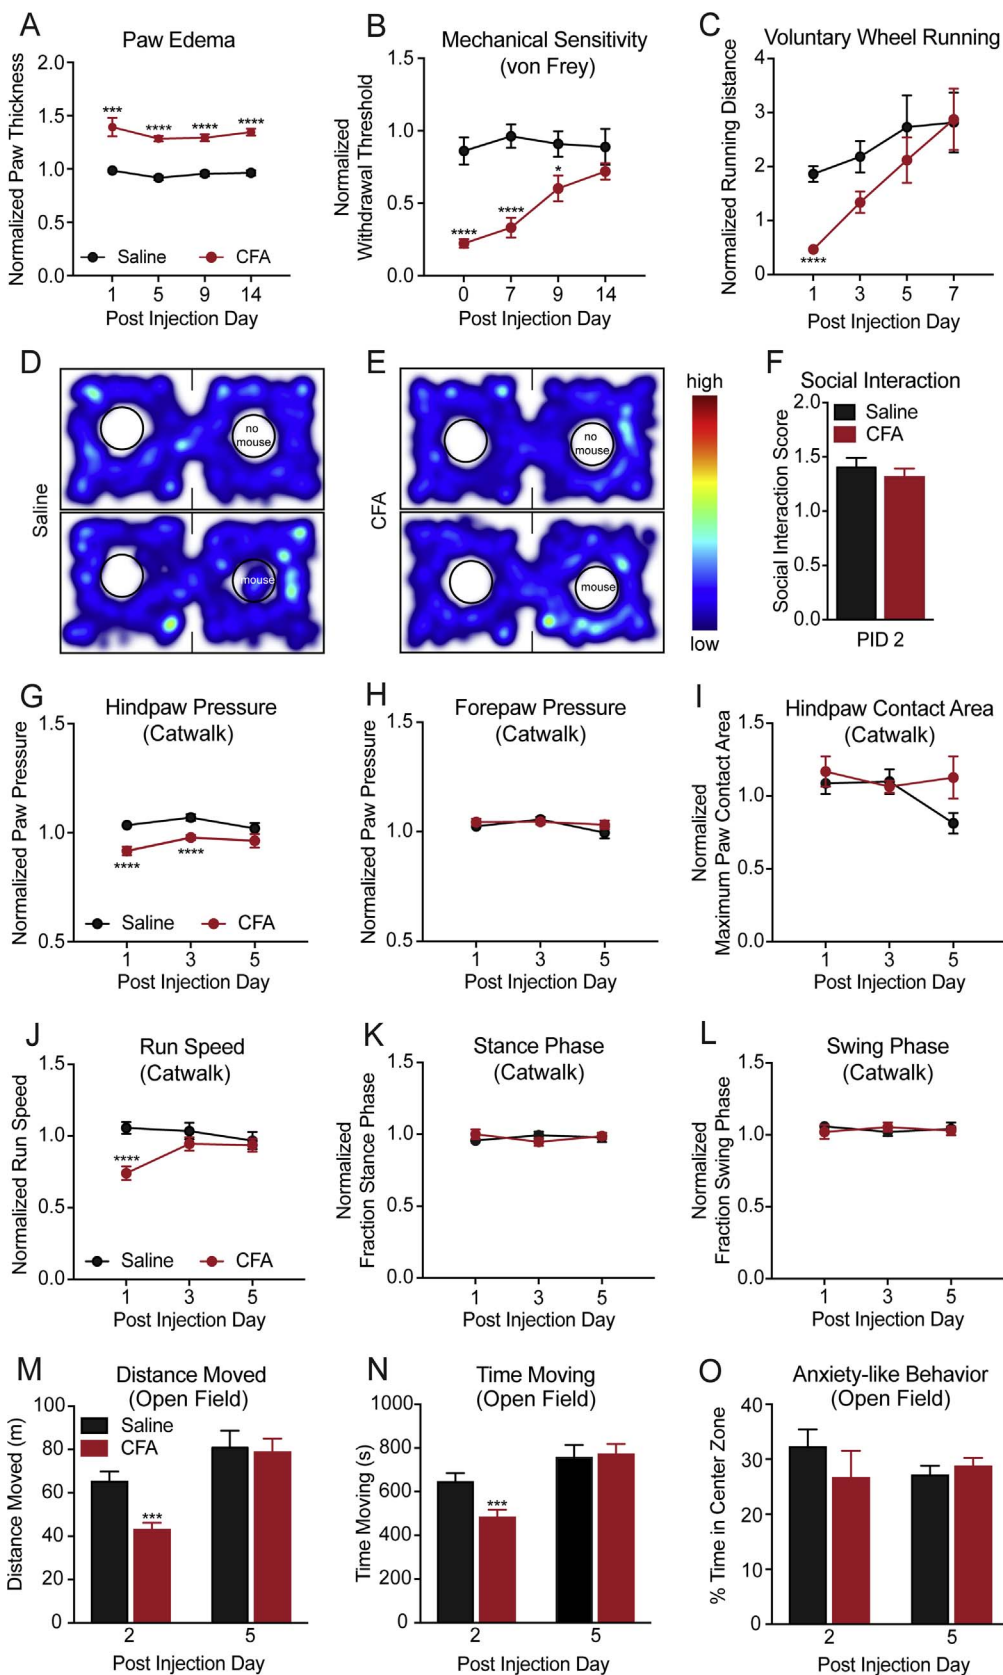 A
Paw Edema
Normalized Paw Thickness
2.0
1.5
1.0
0.5
0.0
***
****
****
****
Saline
CFA
1 5 9 14
Post Injection Day
B
Mechanical Sensitivity
(von Frey)
Normalized
Withdrawal Threshold
1.5
1.0
0.5
0.0
****
****
*
0 7 9 14
Post Injection Day
C
Voluntary Wheel Running
Normalized Running Distance
4
3
2
1
0
****
1 3 5 7
Post Injection Day
D
Saline
no
mouse
mouse
E
CFA
no
mouse
mouse
high
low
F
Social Interaction
Social Interaction Score
2.0
1.5
1.0
0.5
0.0
Saline
CFA
PID 2
G
Hindpaw Pressure
(Catwalk)
Normalized Paw Pressure
1.5
1.0
0.5
****
****
Saline
CFA
1 3 5
Post Injection Day
H
Forepaw Pressure
(Catwalk)
Normalized Paw Pressure
1.5
1.0
0.5
1 3 5
Post Injection Day
I
Hindpaw Contact Area
(Catwalk)
Normalized
Maximum Paw Contact Area
1.5
1.0
0.5
0.0
1 3 5
Post Injection Day
J
Run Speed
(Catwalk)
Normalized Run Speed
1.5
1.0
0.5
0.0
****
Saline
CFA
1 3 5
Post Injection Day
K
Stance Phase
(Catwalk)
Normalized
Fraction Stance Phase
1.5
1.0
0.5
0.0
1 3 5
Post Injection Day
L
Swing Phase
(Catwalk)
Normalized
Fraction Swing Phase
1.5
1.0
0.5
0.0
1 3 5
Post Injection Day
M
Distance Moved
(Open Field)
Distance Moved (m)
100
80
60
40
20
0
Saline
CFA
***
2 5
Post Injection Day
N
Time Moving
(Open Field)
Time Moving (s)
1000
800
600
400
200
0
***
2 5
Post Injection Day
O
Anxiety-like Behavior
(Open Field)
% Time in Center Zone
40
30
20
10
0
2 5
Post Injection Day